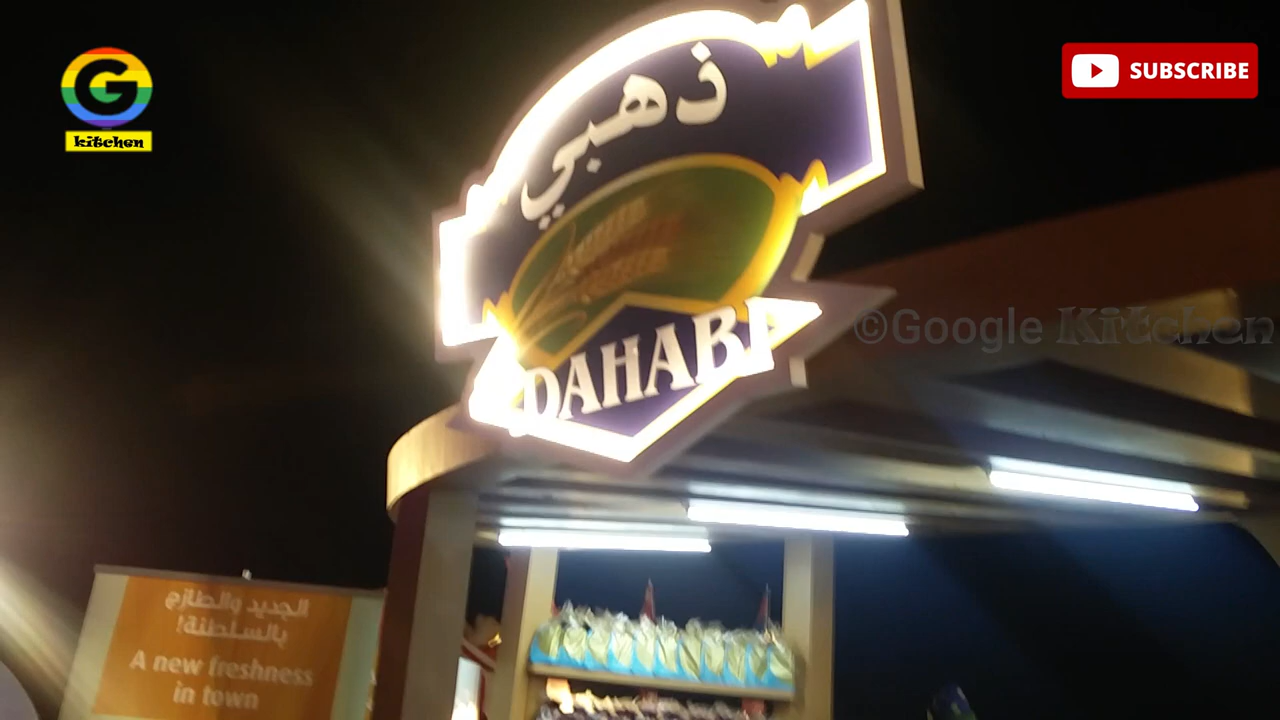 G
kitchen
SUBSCRIBE
ذهبي
DAHABI
©Google Kitchen
الجديد والطازج
بالسلطنة!
A new freshness
in town